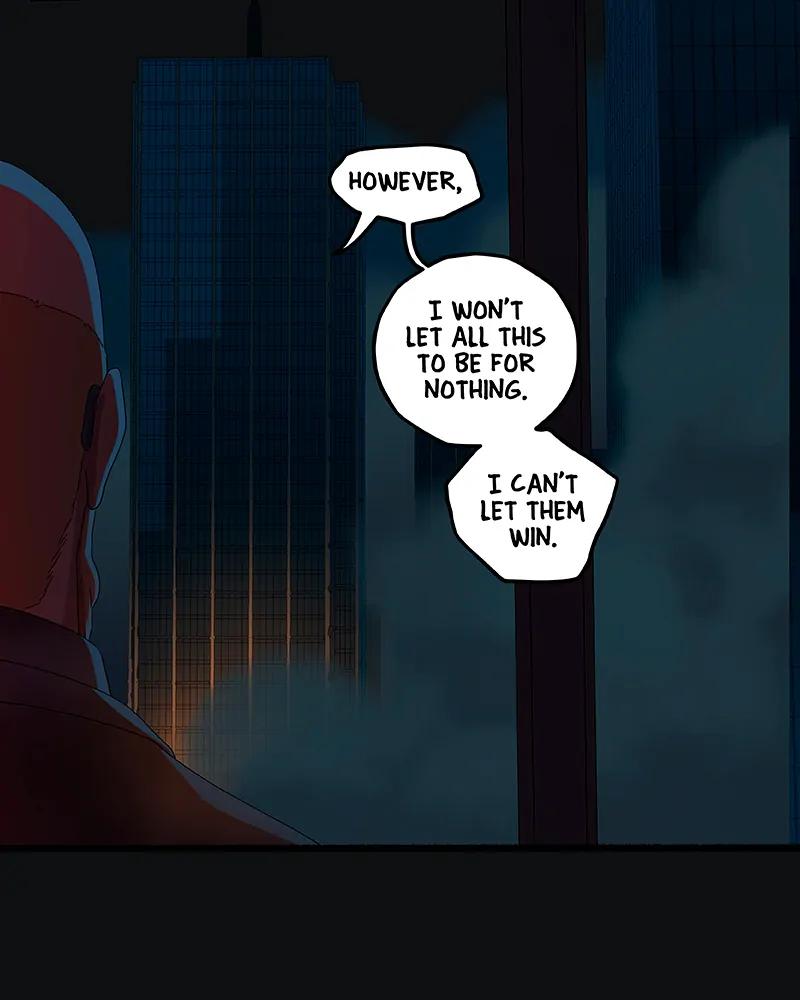 HOWEVER,
I WON'T
LET ALL THIS
TO BE FOR
NOTHING.
I CAN'T
LET THEM
WIN.